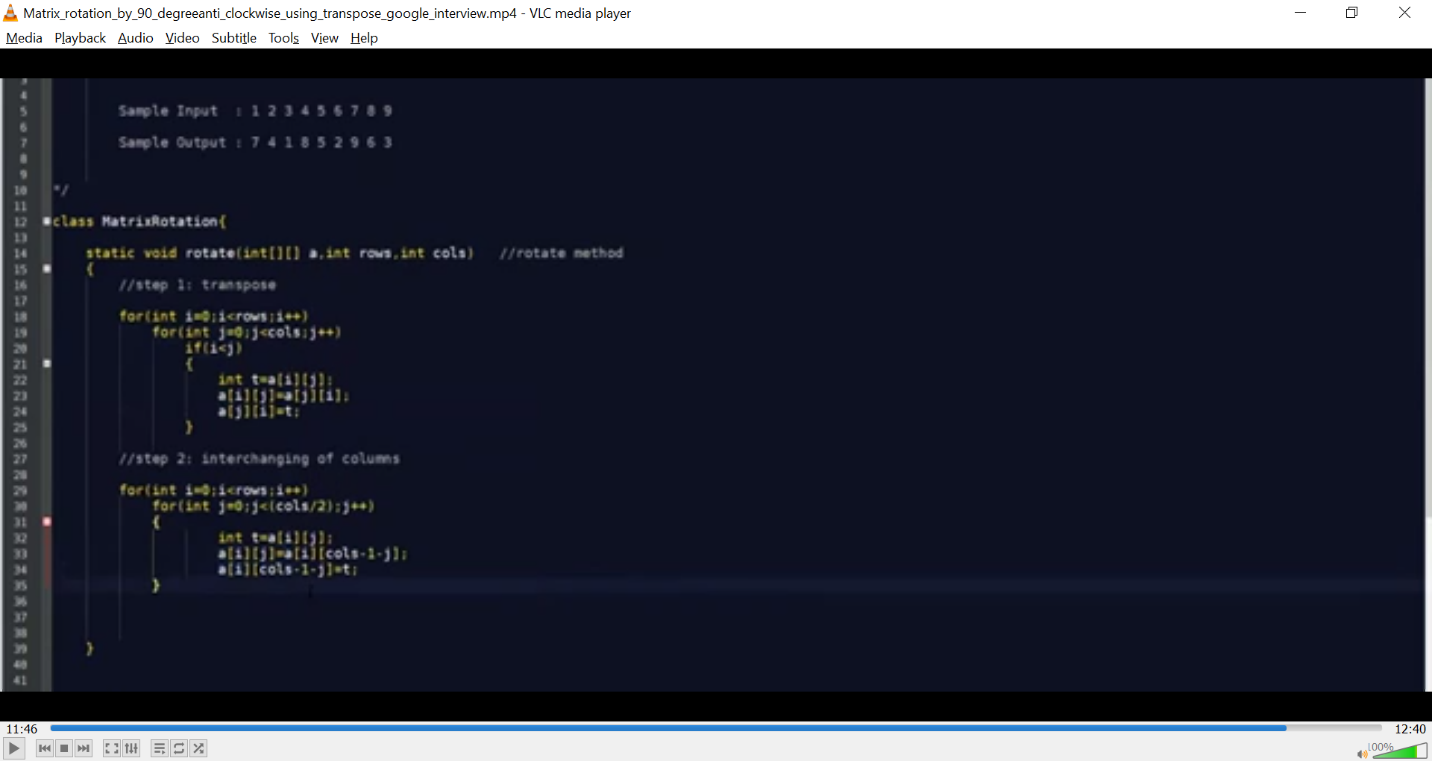 Matrix_rotation_by_90_degreeanti_clockwise_using_transpose_google_interview.mp4 - VLC media player
Media Playback Audio Video Subtitle Tools View Help
3
4
5 Sample Input : 1 2 3 4 5 6 7 8 9
6
7 Sample Output : 7 4 1 8 5 2 9 6 3
8
9
10 */
11
12 class MatrixRotation{
13
14 static void rotate(int[][] a,int rows,int cols) //rotate method
15 {
16 //step 1: transpose
17
18 for(int i=0;i<rows;i++)
19 for(int j=0;j<cols;j++)
20 if(i<j)
21 {
22 int t=a[i][j];
23 a[i][j]=a[j][i];
24 a[j][i]=t;
25 }
26
27 //step 2: interchanging of columns
28
29 for(int i=0;i<rows;i++)
30 for(int j=0;j<(cols/2);j++)
31 {
32 int t=a[i][j];
33 a[i][j]=a[i][cols-1-j];
34 a[i][cols-1-j]=t;
35 }
36
37
38
39 }
40
41
11:46 12:40
100%